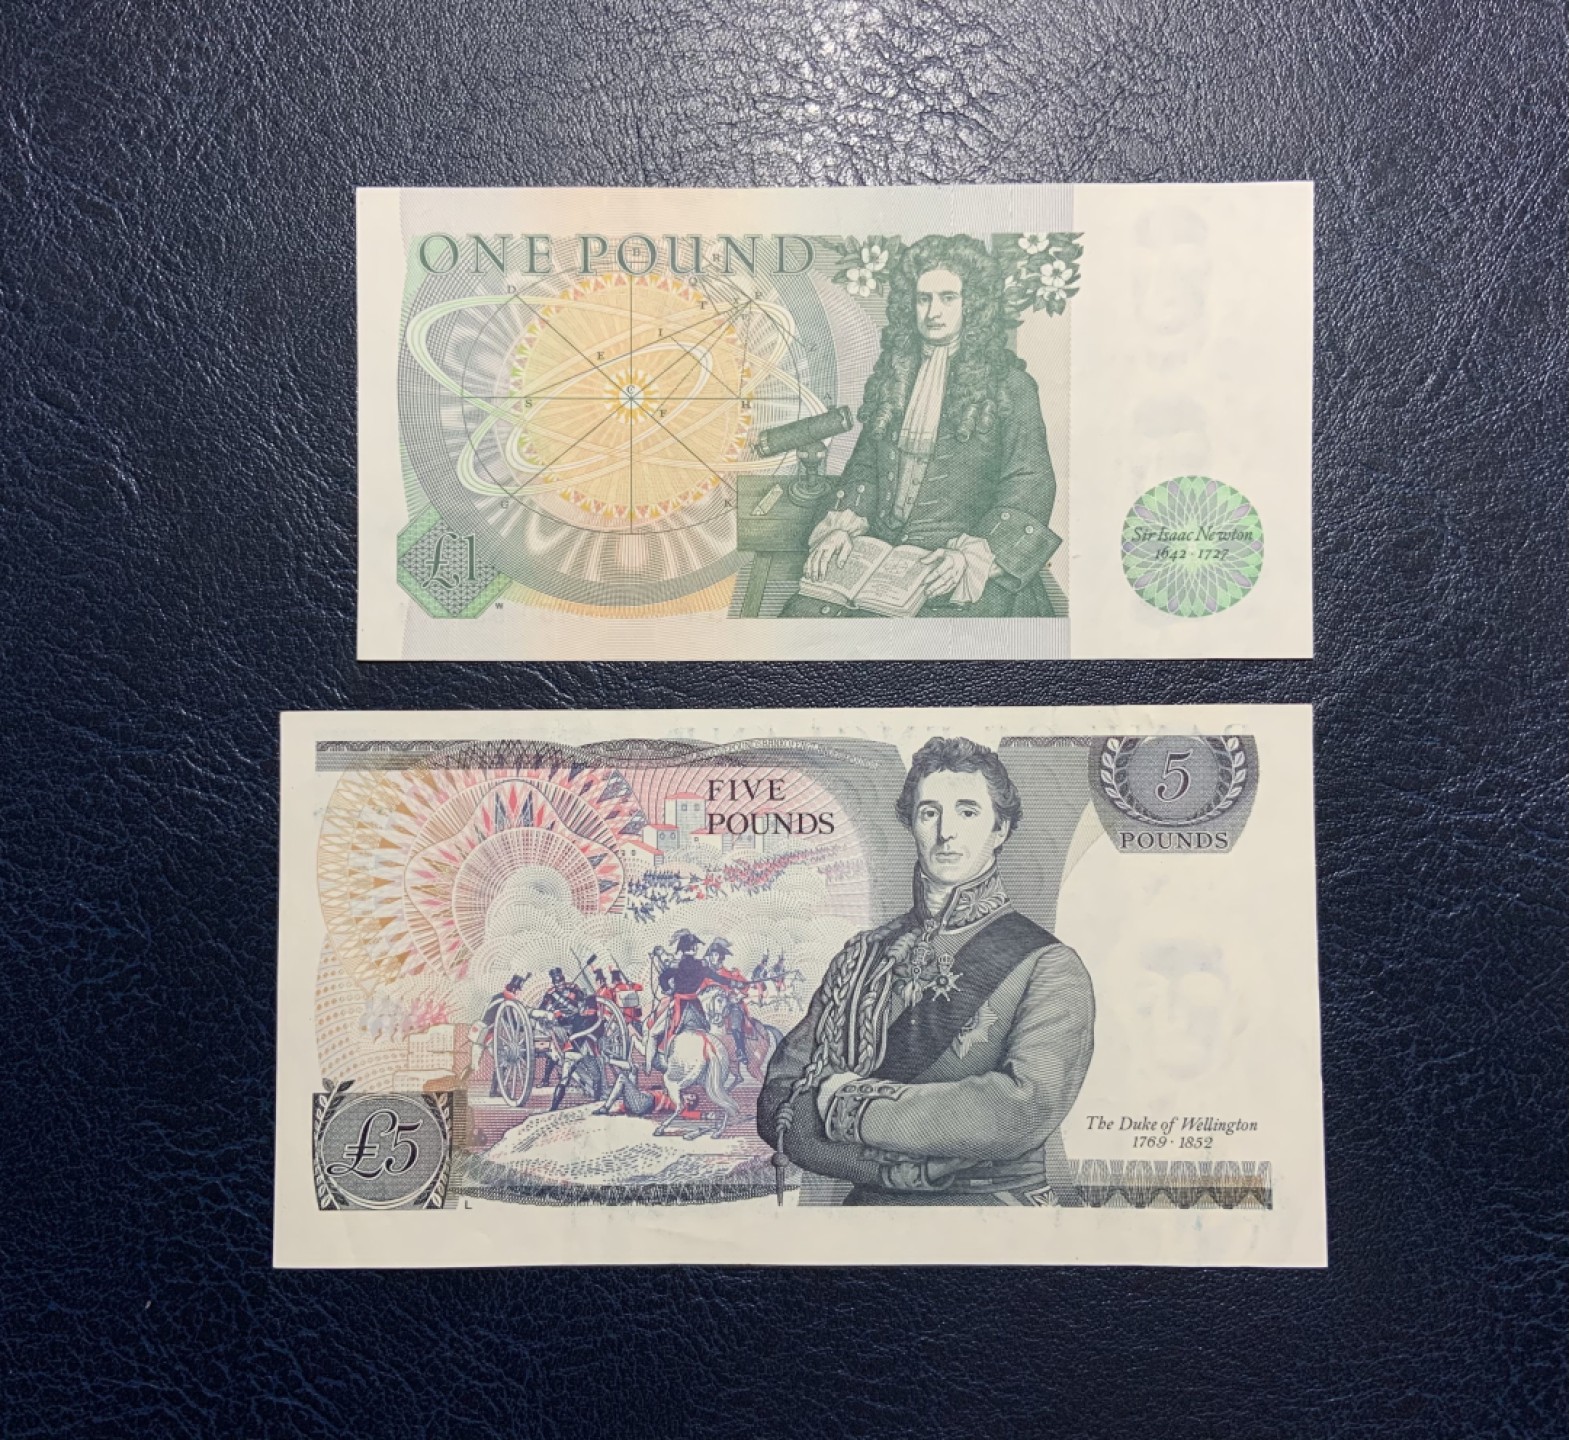 ONE POUND
B
D
T
I
E
C
S
H
F
A
G
£1
W
Sir Isaac Newton
1642 · 1727
FIVE
POUNDS
5
POUNDS
The Duke of Wellington
1769 · 1852
£5
L